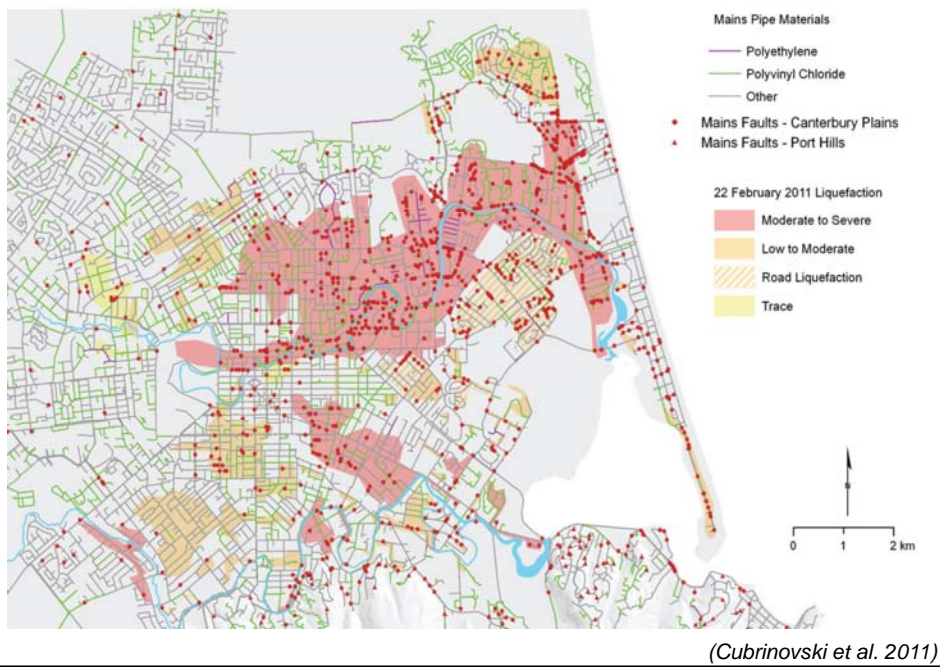 Mains Pipe Materials
Polyethylene
Polyvinyl Chloride
Other
Mains Faults - Canterbury Plains
Mains Faults - Port Hills
22 February 2011 Liquefaction
Moderate to Severe
Low to Moderate
Road Liquefaction
Trace
N
0 1 2 km
(Cubrinovski et al. 2011)